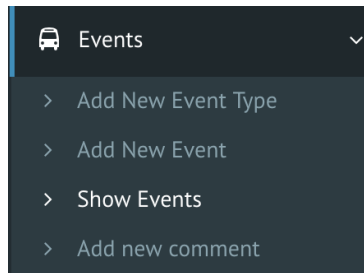 Events
Add New Event Type
Add New Event
Show Events
Add new comment